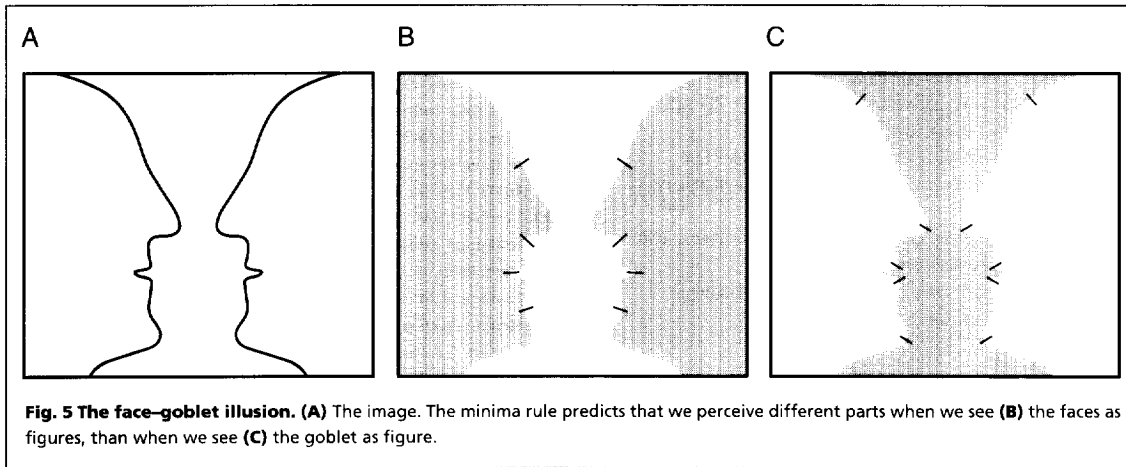 A B C
Fig. 5 The face–goblet illusion. (A) The image. The minima rule predicts that we perceive different parts when we see (B) the faces as
figures, than when we see (C) the goblet as figure.